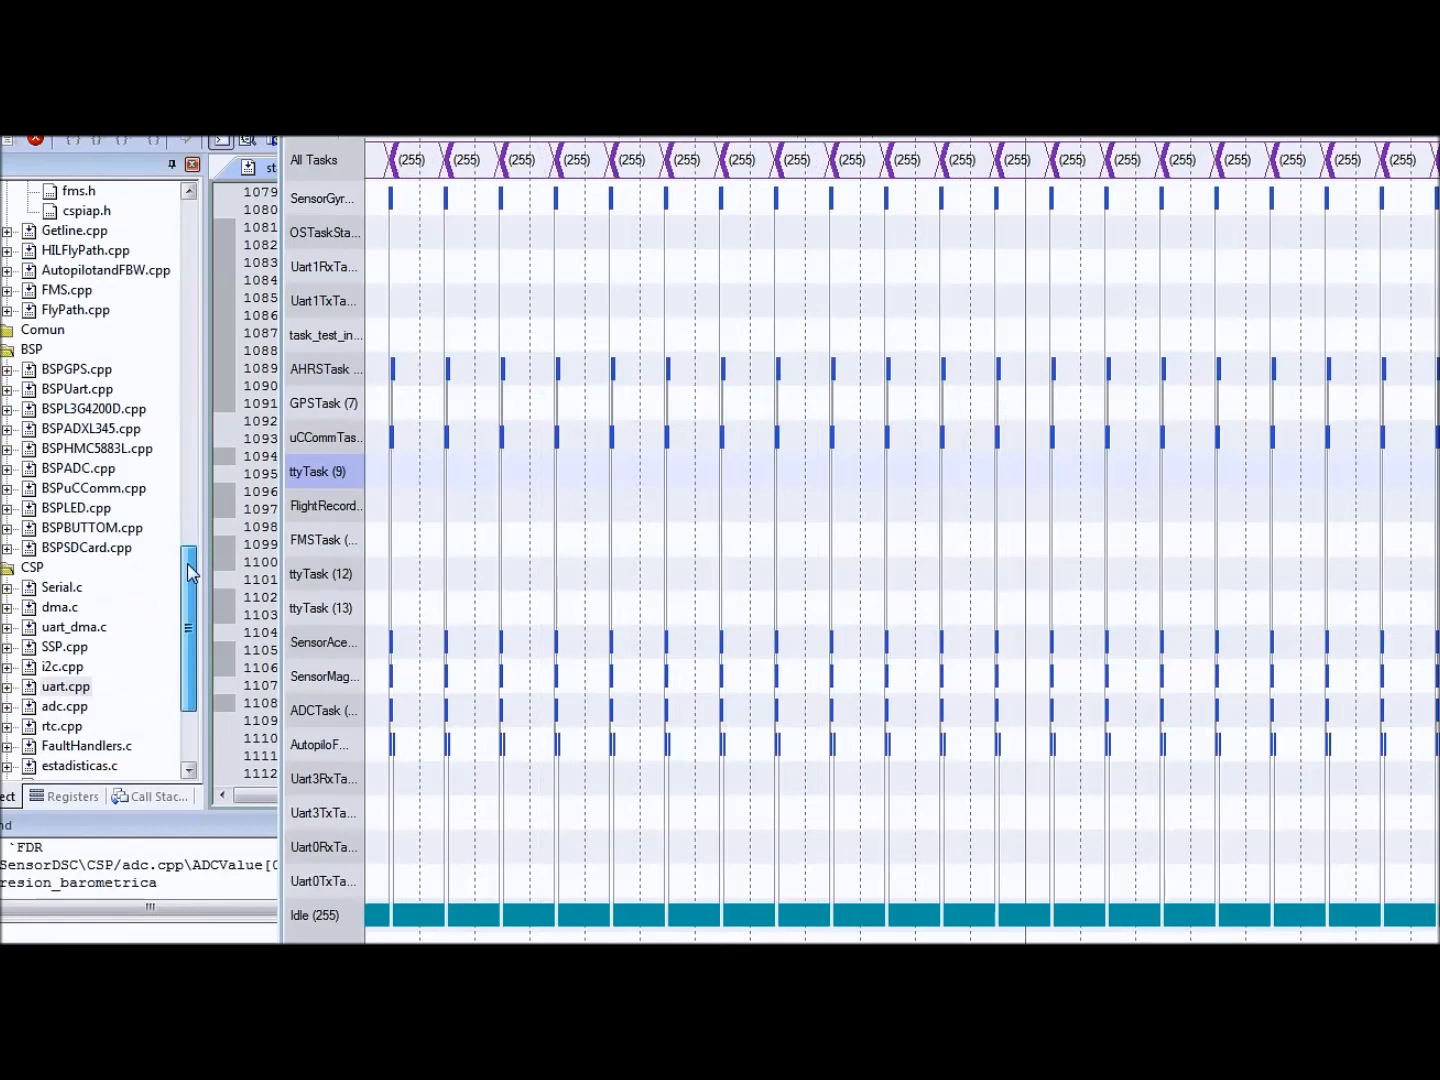 fms.h
cspiap.h
Getline.cpp
HILFlyPath.cpp
AutopilotandFBW.cpp
FMS.cpp
FlyPath.cpp
Comun
BSP
BSPGPS.cpp
BSPUart.cpp
BSPL3G4200D.cpp
BSPADXL345.cpp
BSPHMC5883L.cpp
BSPADC.cpp
BSPuCComm.cpp
BSPLED.cpp
BSPBUTTOM.cpp
BSPSDCard.cpp
CSP
Serial.c
dma.c
uart_dma.c
SSP.cpp
i2c.cpp
uart.cpp
adc.cpp
rtc.cpp
FaultHandlers.c
estadisticas.c
ect Registers Call Stac...
nd
`FDR
SensorDSC\CSP/adc.cpp\ADCValue[0
resion_barometrica
st
1079
1080
1081
1082
1083
1084
1085
1086
1087
1088
1089
1090
1091
1092
1093
1094
1095
1096
1097
1098
1099
1100
1101
1102
1103
1104
1105
1106
1107
1108
1109
1110
1111
1112
All Tasks (255) (255) (255) (255) (255) (255) (255) (255) (255) (255) (255) (255) (255) (255) (255) (255) (255) (255) (255)
SensorGyr...
OSTaskSta...
Uart1RxTa...
Uart1TxTa...
task_test_in...
AHRSTask ...
GPSTask (7)
uCCommTas...
ttyTask (9)
FlightRecord...
FMSTask (...
ttyTask (12)
ttyTask (13)
SensorAce...
SensorMag...
ADCTask (...
AutopiloF...
Uart3RxTa...
Uart3TxTa...
Uart0RxTa...
Uart0TxTa...
Idle (255)